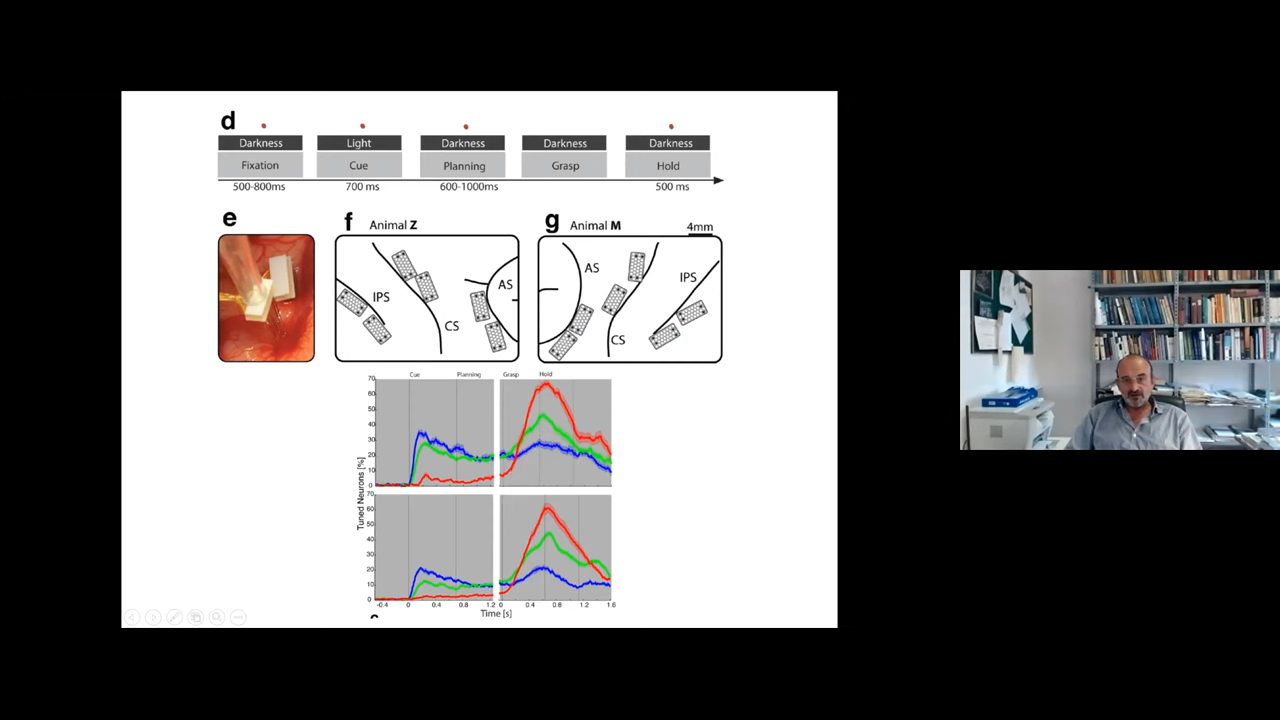 d
Darkness Light Darkness Darkness Darkness
Fixation Cue Planning Grasp Hold
500-800ms 700 ms 600-1000ms 500 ms
e f Animal Z g Animal M 4mm
IPS AS CS
AS IPS CS
Cue Planning Grasp Hold
70
60
50
40
30
20
10
0
70
60
50
40
30
20
10
0
Tuned Neurons [%]
-0.4 0 0.4 0.8 1.2 0 0.4 0.8 1.2 1.6
Time [s]